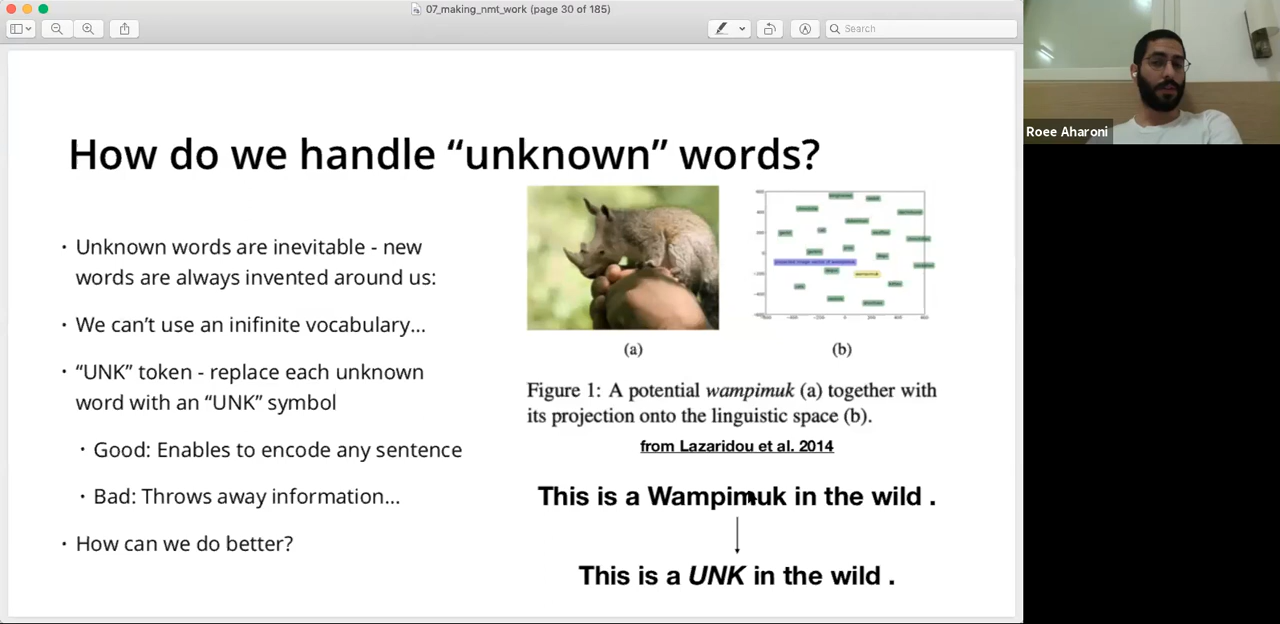 07_making_nmt_work (page 30 of 185)
Search
Roee Aharoni
How do we handle “unknown” words?
· Unknown words are inevitable - new
words are always invented around us:
· We can’t use an inifinite vocabulary...
· “UNK” token - replace each unknown
word with an “UNK” symbol
· Good: Enables to encode any sentence
· Bad: Throws away information...
· How can we do better?
(a)
(b)
Figure 1: A potential wampimuk (a) together with
its projection onto the linguistic space (b).
from Lazaridou et al. 2014
This is a Wampimuk in the wild .
This is a UNK in the wild .